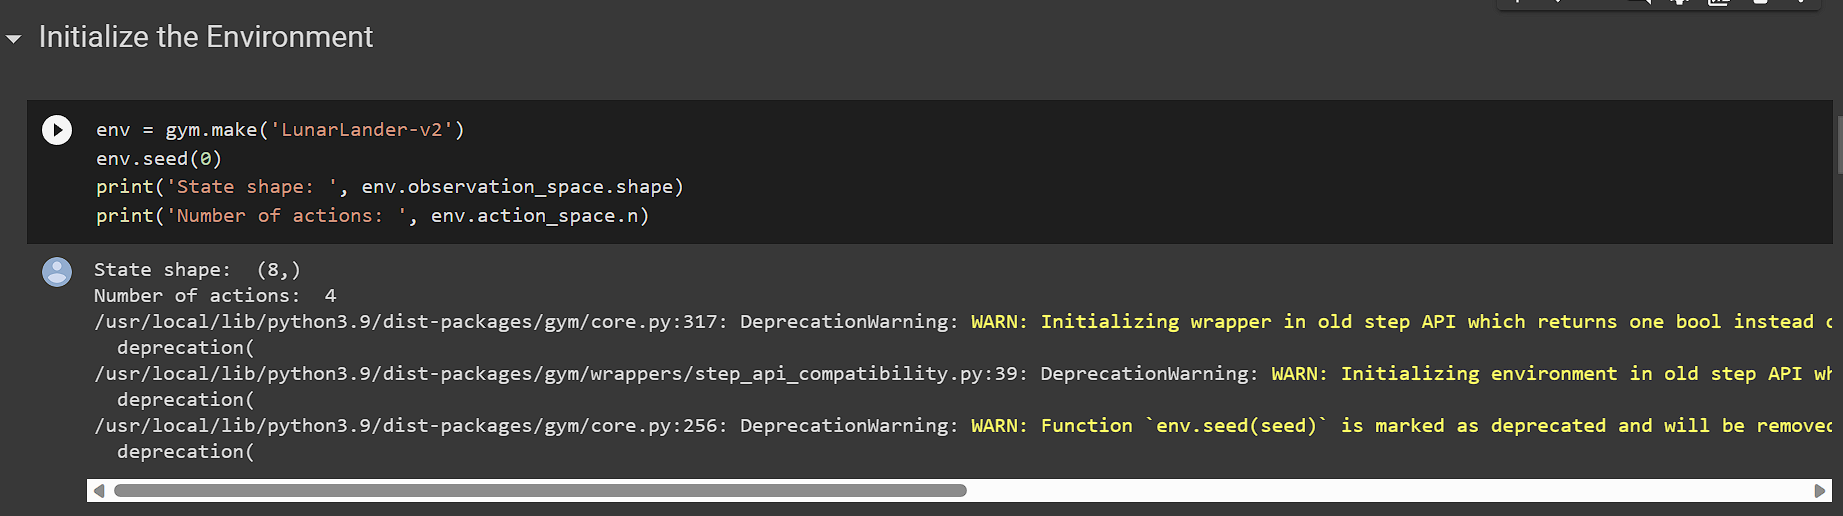 Initialize the Environment
env = gym.make('LunarLander-v2')
env.seed(0)
print('State shape: ', env.observation_space.shape)
print('Number of actions: ', env.action_space.n)
State shape:  (8,)
Number of actions:  4
/usr/local/lib/python3.9/dist-packages/gym/core.py:317: DeprecationWarning: WARN: Initializing wrapper in old step API which returns one bool instead
  deprecation(
/usr/local/lib/python3.9/dist-packages/gym/wrappers/step_api_compatibility.py:39: DeprecationWarning: WARN: Initializing environment in old step API
  deprecation(
/usr/local/lib/python3.9/dist-packages/gym/core.py:256: DeprecationWarning: WARN: Function `env.seed(seed)` is marked as deprecated and will be removed
  deprecation(